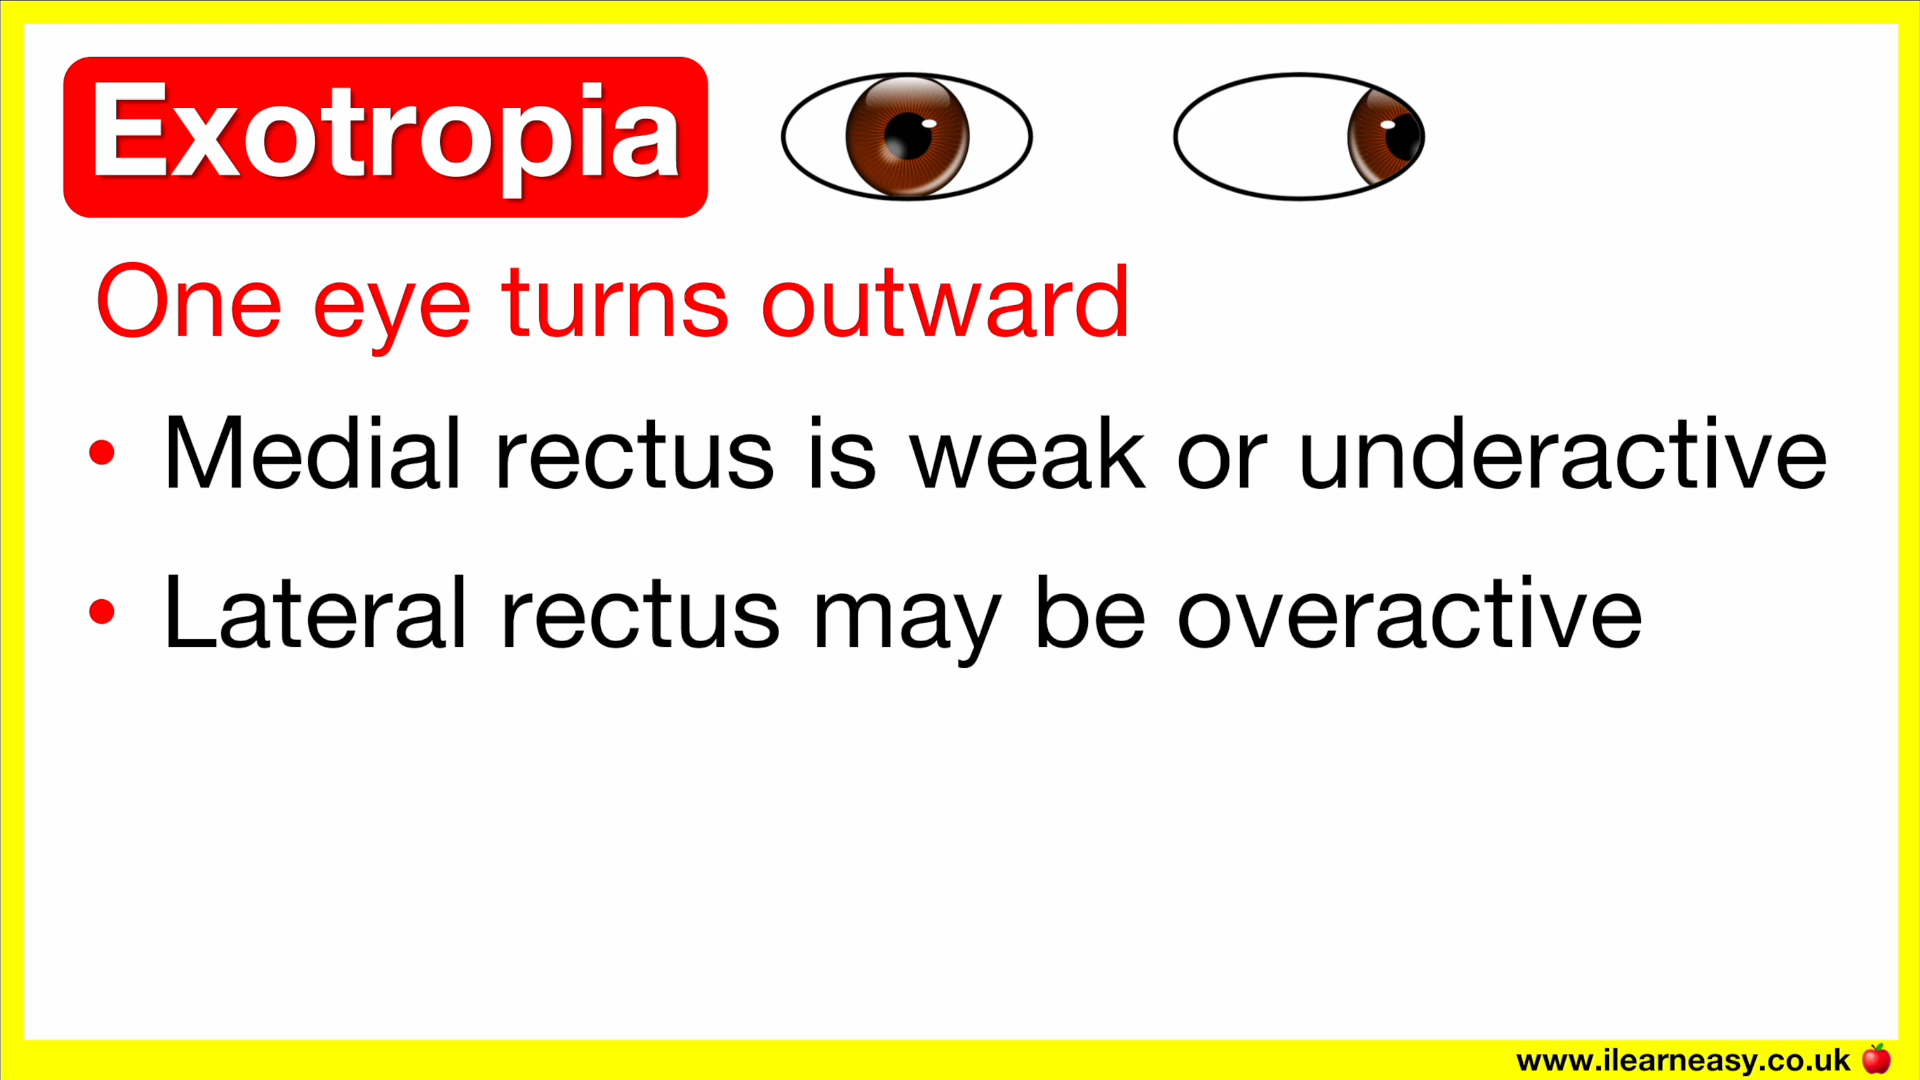 Exotropia
One eye turns outward
• Medial rectus is weak or underactive
• Lateral rectus may be overactive
www.ilearneasy.co.uk